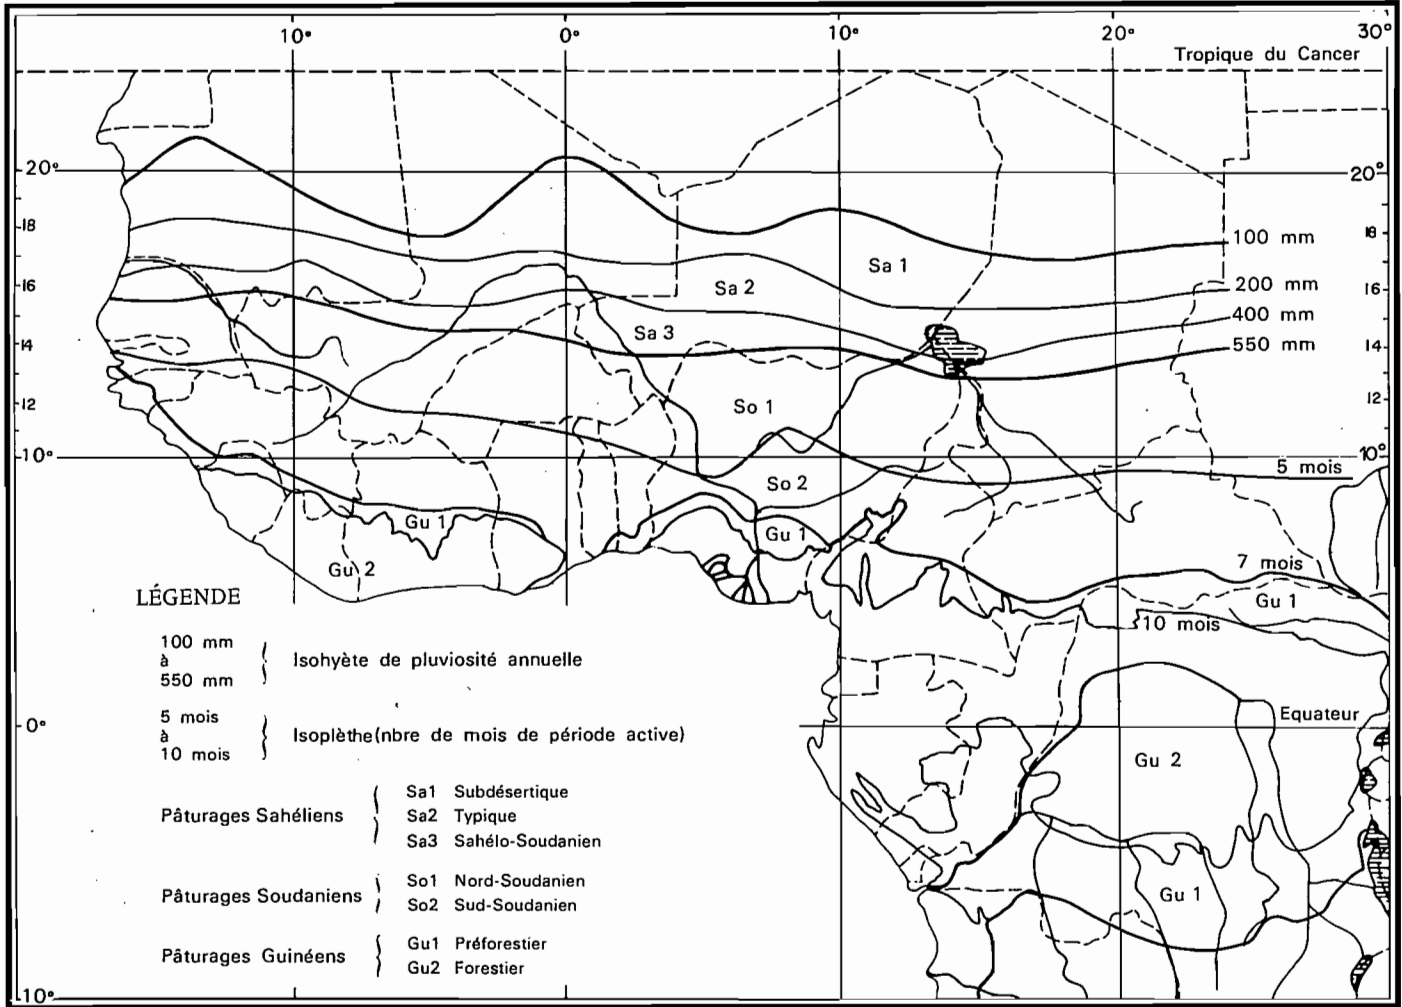 10° 0° 10° 20° 30°
Tropique du Cancer
20° 20°
18 100 mm 18
Sa 1
16 Sa 2 200 mm 16
400 mm
Sa 3
14 550 mm 14
12 So 1 12
10° 10°
5 mois
So 2
Gu 1 Gu 1
7 mois
Gu 2
Gu 1
10 mois
LÉGENDE
100 mm
à
550 mm
Isohyète de pluviosité annuelle
5 mois
à
10 mois
Isoplèthe(nbre de mois de période active)
0° Equateur
Gu 2
Pâturages Sahéliens
Sa1 Subdésertique
Sa2 Typique
Sa3 Sahélo-Soudanien
Pâturages Soudaniens
So1 Nord-Soudanien
So2 Sud-Soudanien
Gu 1
Pâturages Guinéens
Gu1 Préforestier
Gu2 Forestier
10°